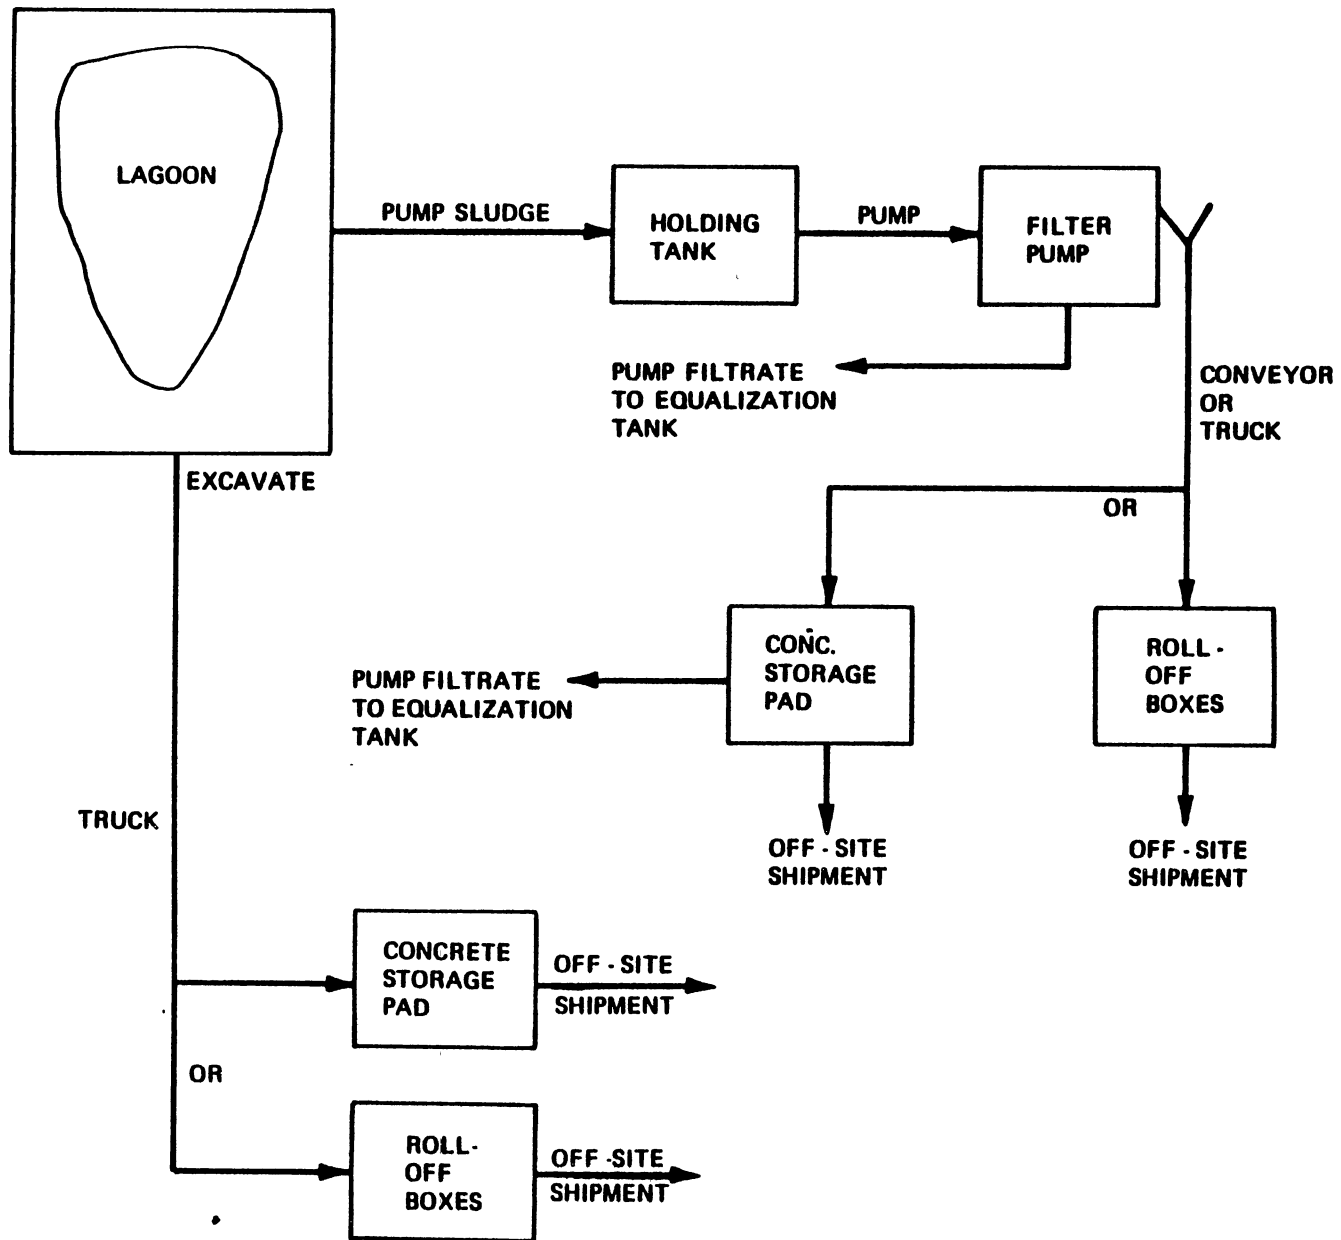 LAGOON
PUMP SLUDGE
HOLDING
TANK
PUMP
FILTER
PUMP
PUMP FILTRATE
TO EQUALIZATION
TANK
CONVEYOR
OR
TRUCK
EXCAVATE
OR
CONC.
STORAGE
PAD
ROLL-
OFF
BOXES
PUMP FILTRATE
TO EQUALIZATION
TANK
TRUCK
OFF-SITE
SHIPMENT
OFF-SITE
SHIPMENT
CONCRETE
STORAGE
PAD
OFF-SITE
SHIPMENT
OR
ROLL-
OFF
BOXES
OFF-SITE
SHIPMENT